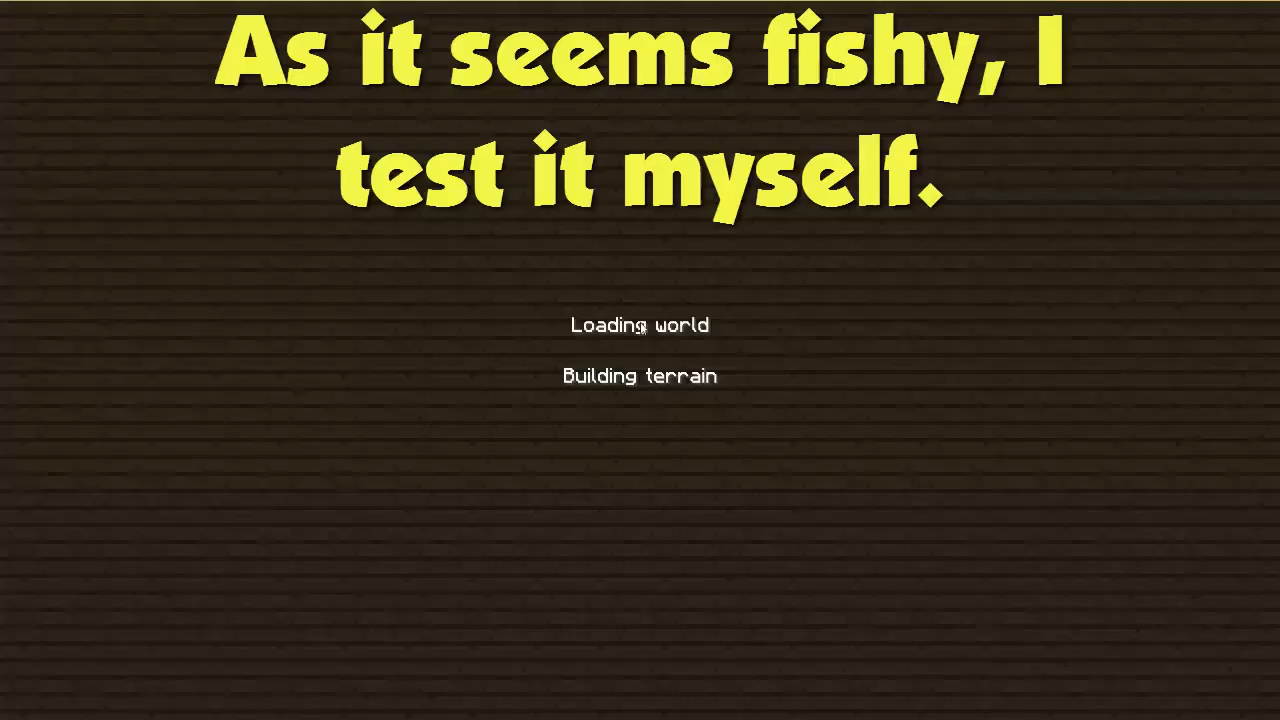 As it seems fishy, I
test it myself.
Loading world
Building terrain